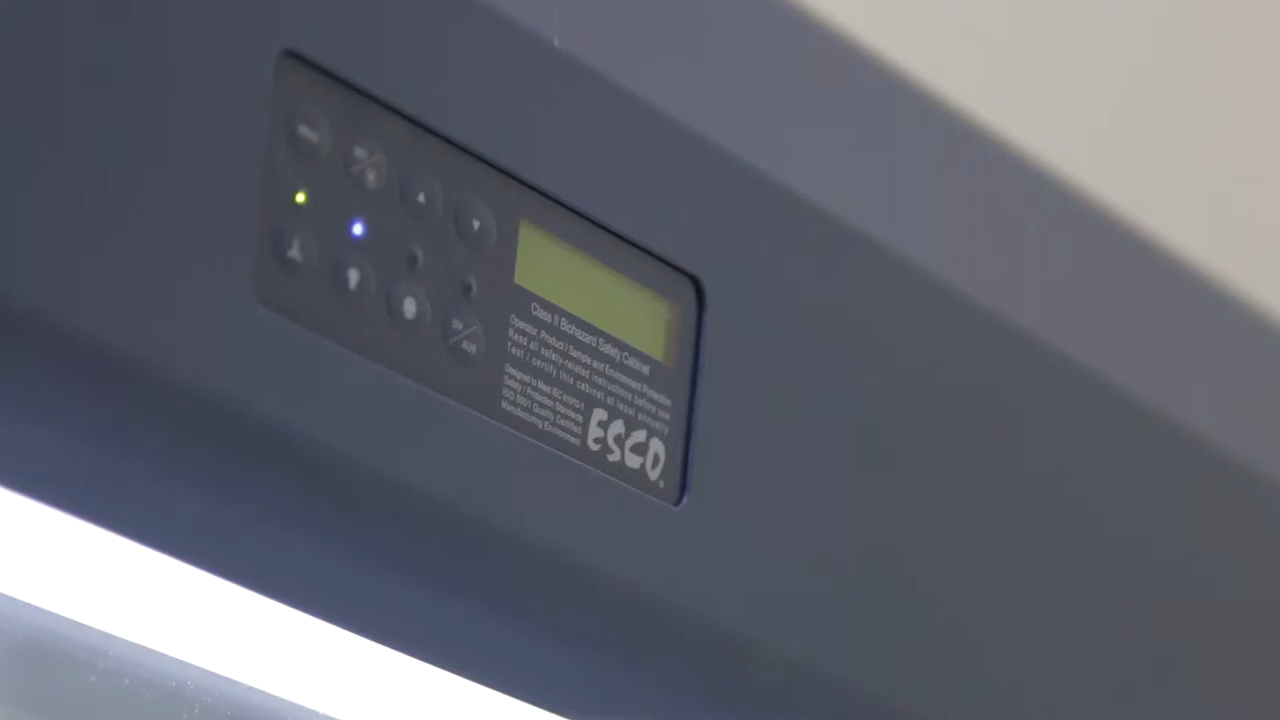 Class II Biohazard Safety Cabinet
Operator, Product / Sample and Environment Protection
Read all safety-related instructions before use
Test / certify this cabinet at least annually
Designed to Meet IEC 61010-1
Safety / Protection Standards
ISO 9001 Quality Certified
Manufacturing Environment
ESCO
UV
AUX